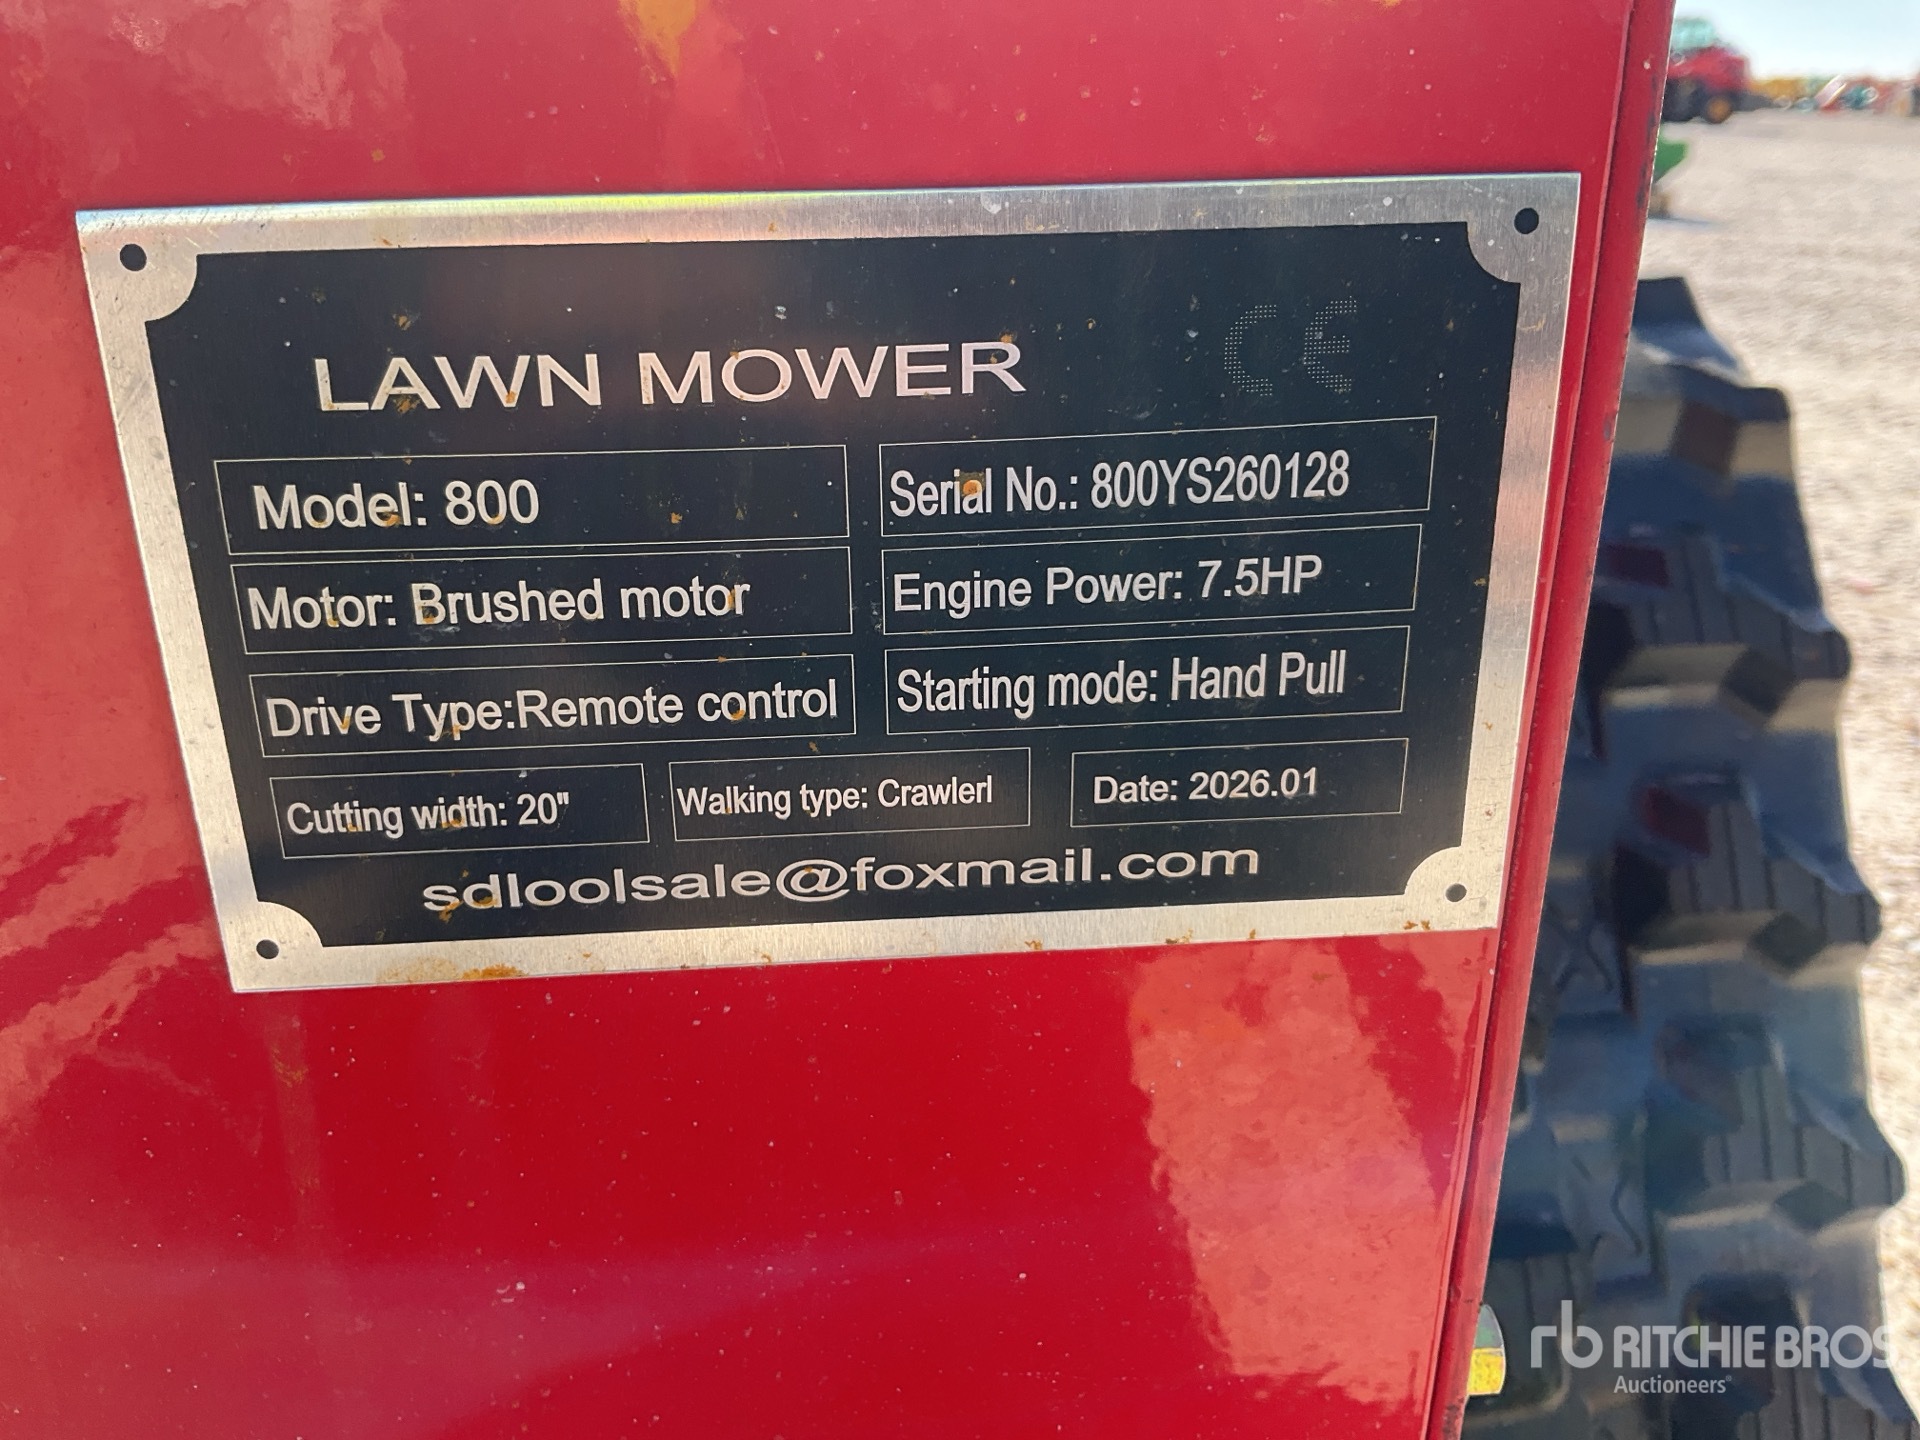 CE
LAWN MOWER
Model: 800
Serial No.: 800YS260128
Motor: Brushed motor
Engine Power: 7.5HP
Drive Type:Remote control
Starting mode: Hand Pull
Cutting width: 20"
Walking type: Crawlerl
Date: 2026.01
sdloolsale@foxmail.com
rb RITCHIE BROS.
Auctioneers®